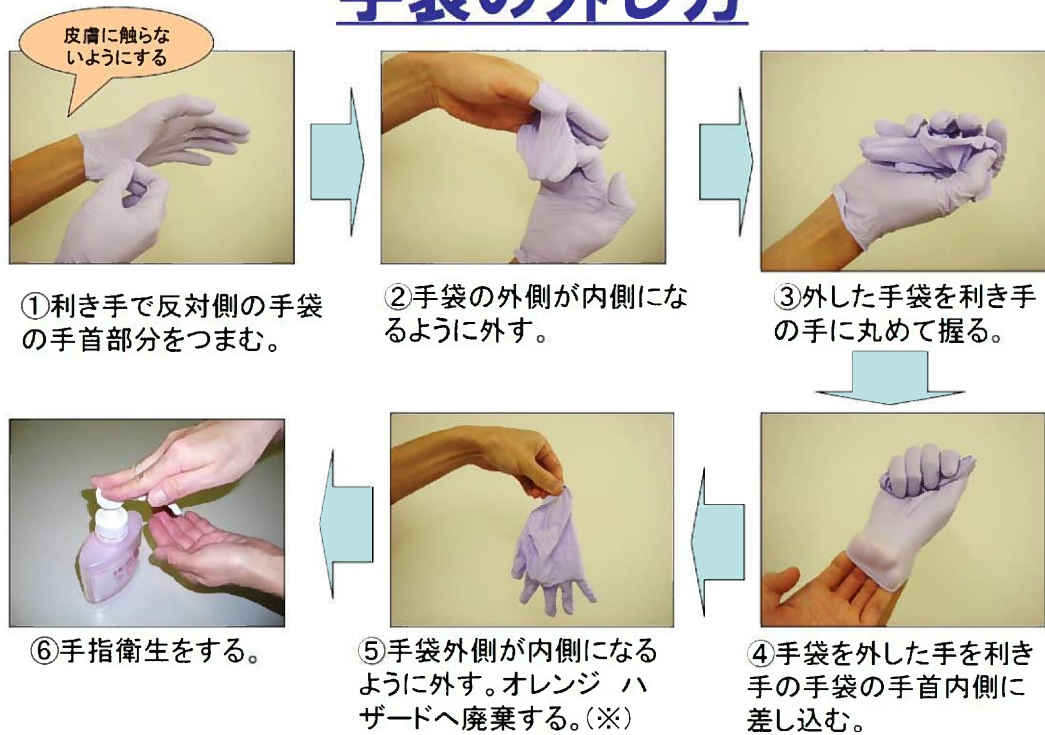 手袋の外し方
皮膚に触らな
いようにする
①利き手で反対側の手袋
の手首部分をつまむ。
②手袋の外側が内側にな
るように外す。
③外した手袋を利き手
の手に丸めて握る。
④手袋を外した手を利き
手の手袋の手首内側に
差し込む。
⑤手袋外側が内側になる
ように外す。オレンジ ハ
ザードへ廃棄する。(※)
⑥手指衛生をする。